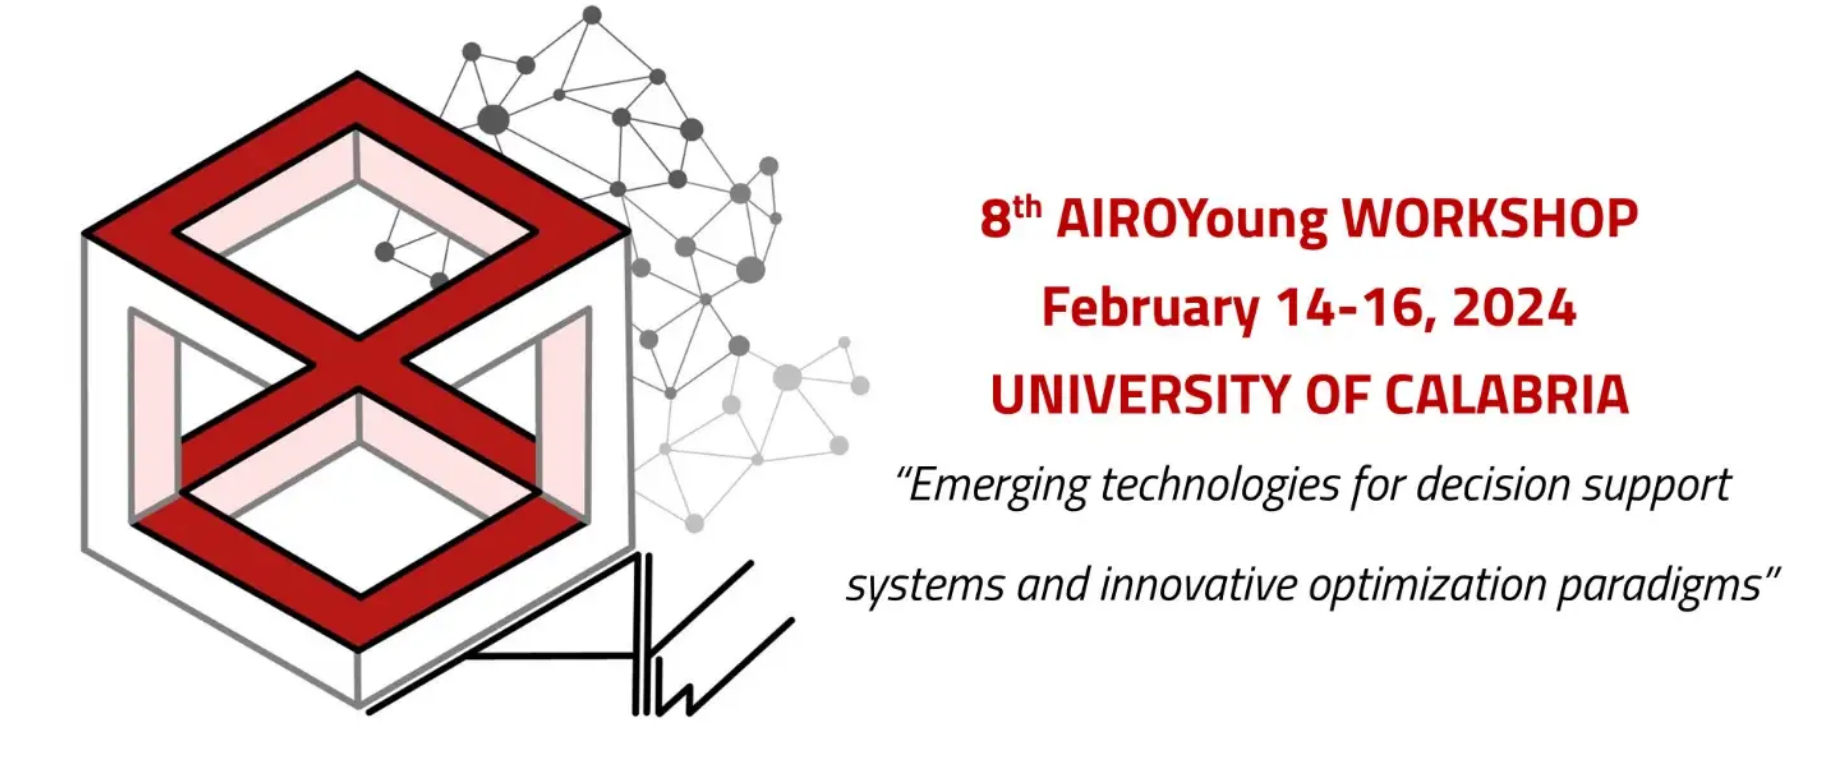 8th AIROYoung WORKSHOP
February 14-16, 2024
UNIVERSITY OF CALABRIA
“Emerging technologies for decision support
systems and innovative optimization paradigms”
AYW